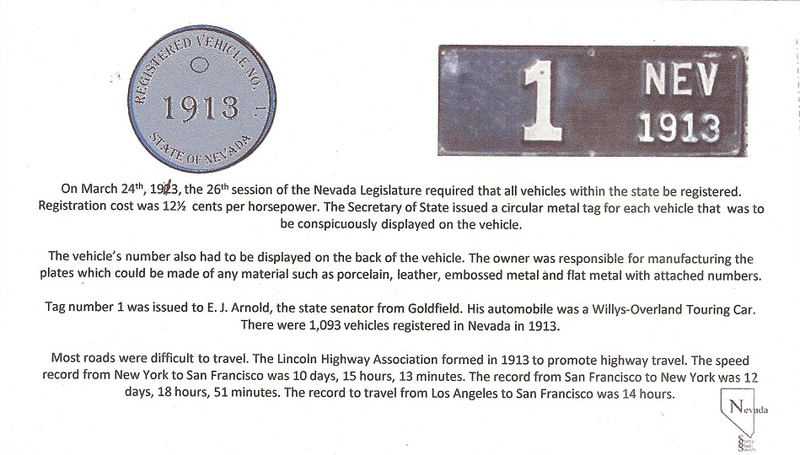 REGISTERED VEHICLE NO. 1.
1913
STATE OF NEVADA
1
NEV
1913
On March 24th, 1913, the 26th session of the Nevada Legislature required that all vehicles within the state be registered.
Registration cost was 12½ cents per horsepower. The Secretary of State issued a circular metal tag for each vehicle that was to
be conspicuously displayed on the vehicle.
The vehicle's number also had to be displayed on the back of the vehicle. The owner was responsible for manufacturing the
plates which could be made of any material such as porcelain, leather, embossed metal and flat metal with attached numbers.
Tag number 1 was issued to E. J. Arnold, the state senator from Goldfield. His automobile was a Willys-Overland Touring Car.
There were 1,093 vehicles registered in Nevada in 1913.
Most roads were difficult to travel. The Lincoln Highway Association formed in 1913 to promote highway travel. The speed
record from New York to San Francisco was 10 days, 15 hours, 13 minutes. The record from San Francisco to New York was 12
days, 18 hours, 51 minutes. The record to travel from Los Angeles to San Francisco was 14 hours.
Nevada